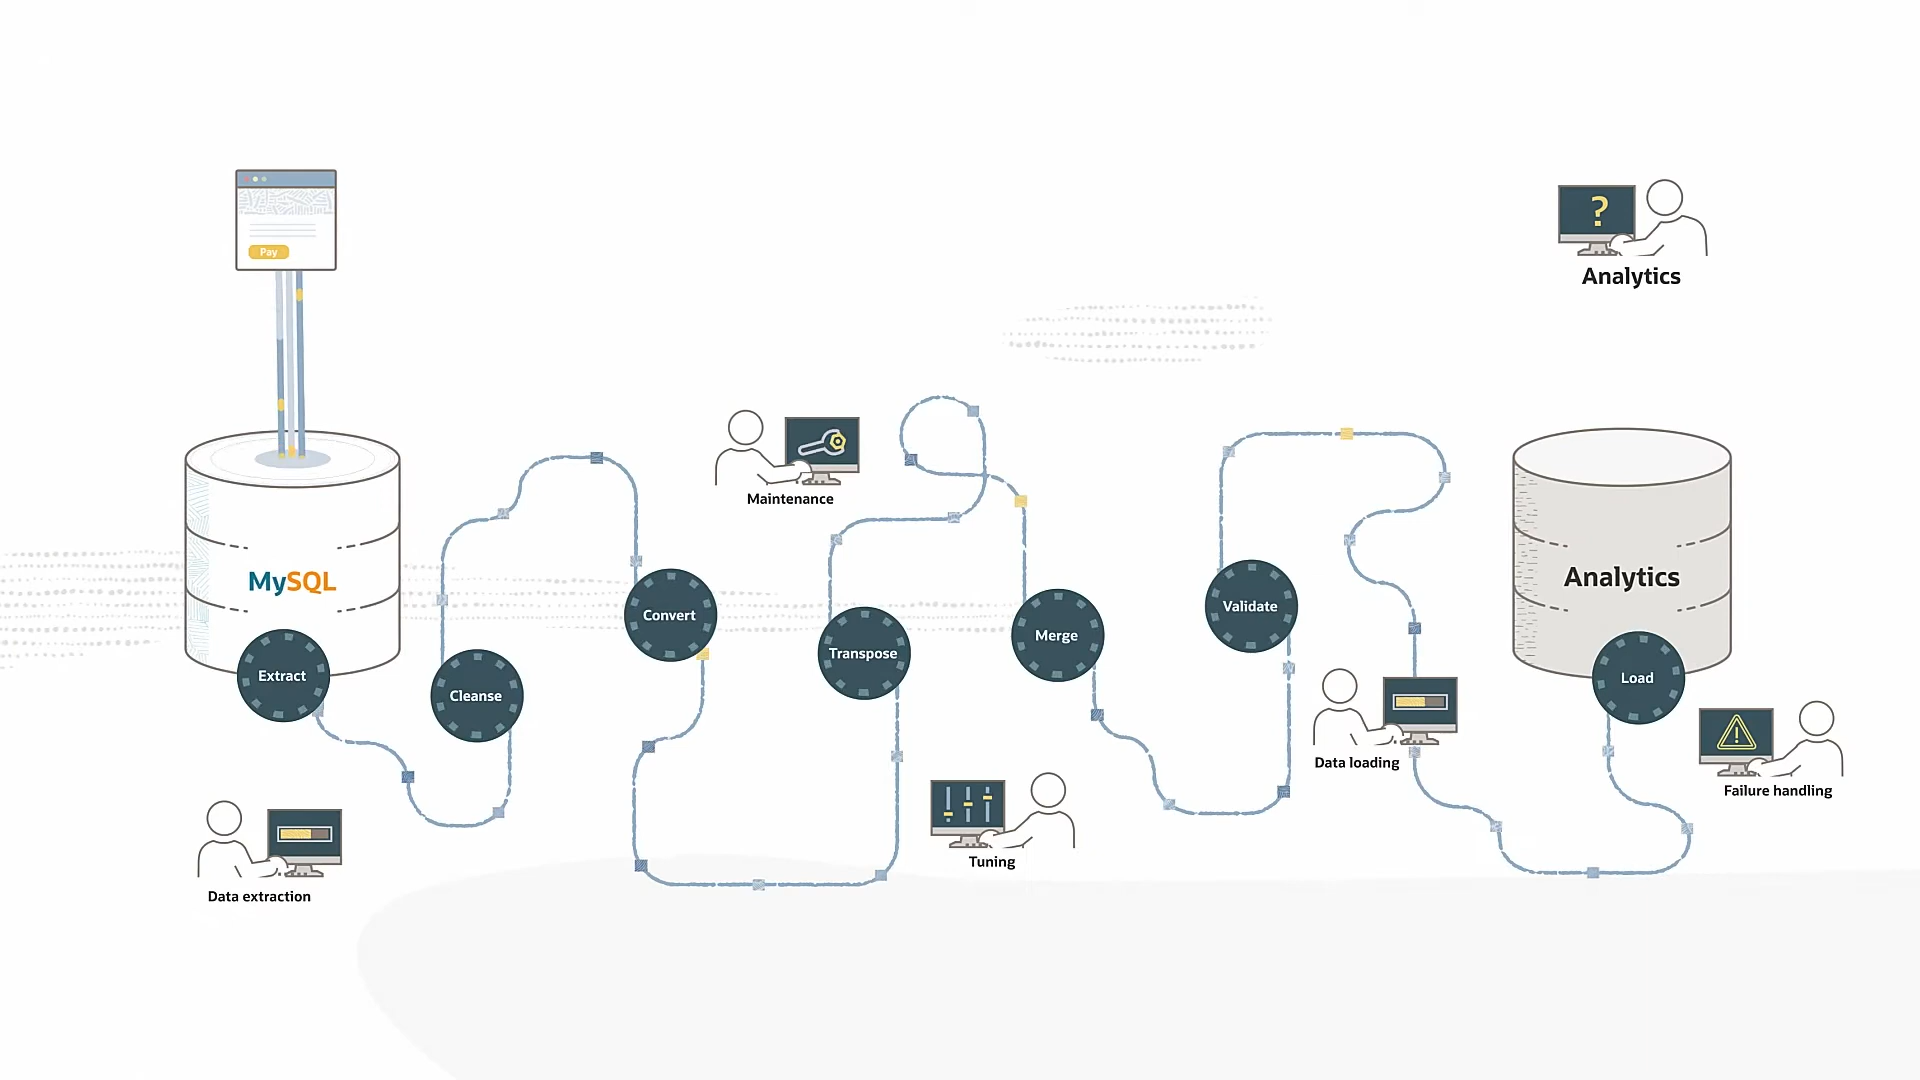 Pay
Analytics
Maintenance
MySQL
Analytics
Extract
Cleanse
Convert
Transpose
Merge
Validate
Load
Data loading
Failure handling
Tuning
Data extraction